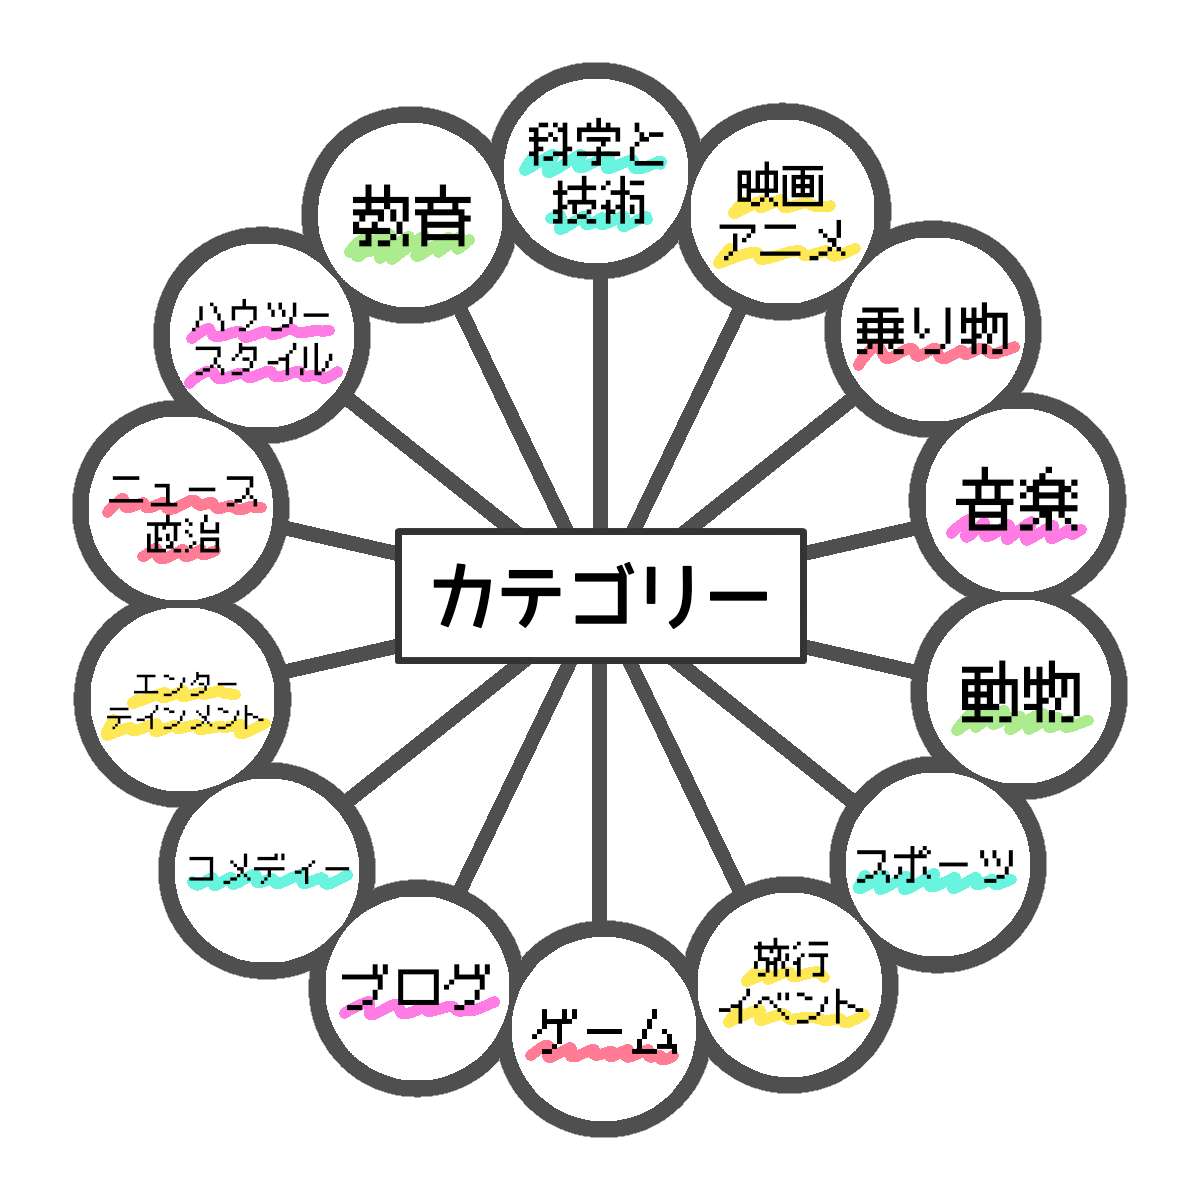 科学と
技術
映画
アニメ
乗り物
音楽
動物
スポーツ
旅行
イベント
ゲーム
ブログ
コメディー
エンター
テインメント
ニュース
政治
ハウツー
スタイル
教育
カテゴリー